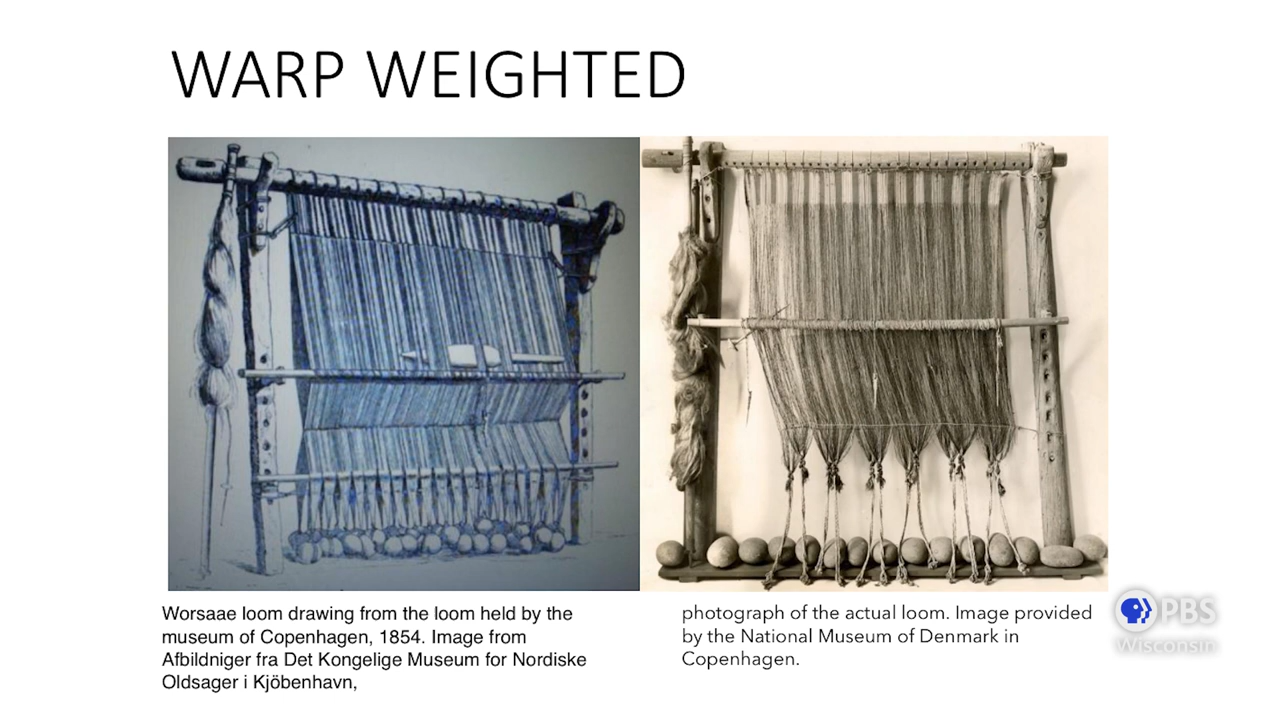 WARP WEIGHTED
Worsaae loom drawing from the loom held by the
museum of Copenhagen, 1854. Image from
Afbildniger fra Det Kongelige Museum for Nordiske
Oldsager i Kjöbenhavn,
photograph of the actual loom. Image provided
by the National Museum of Denmark in
Copenhagen.
PBS
Wisconsin